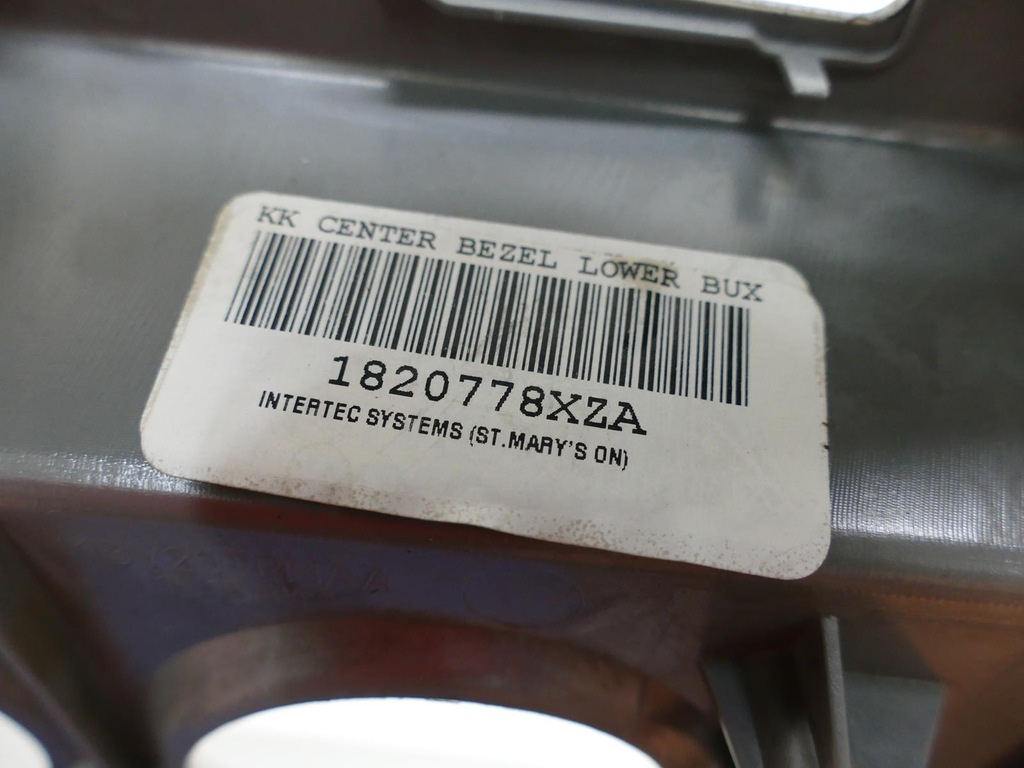 KK CENTER BEZEL LOWER BUX
1820778XZA
INTERTEC SYSTEMS (ST.MARY'S ON)